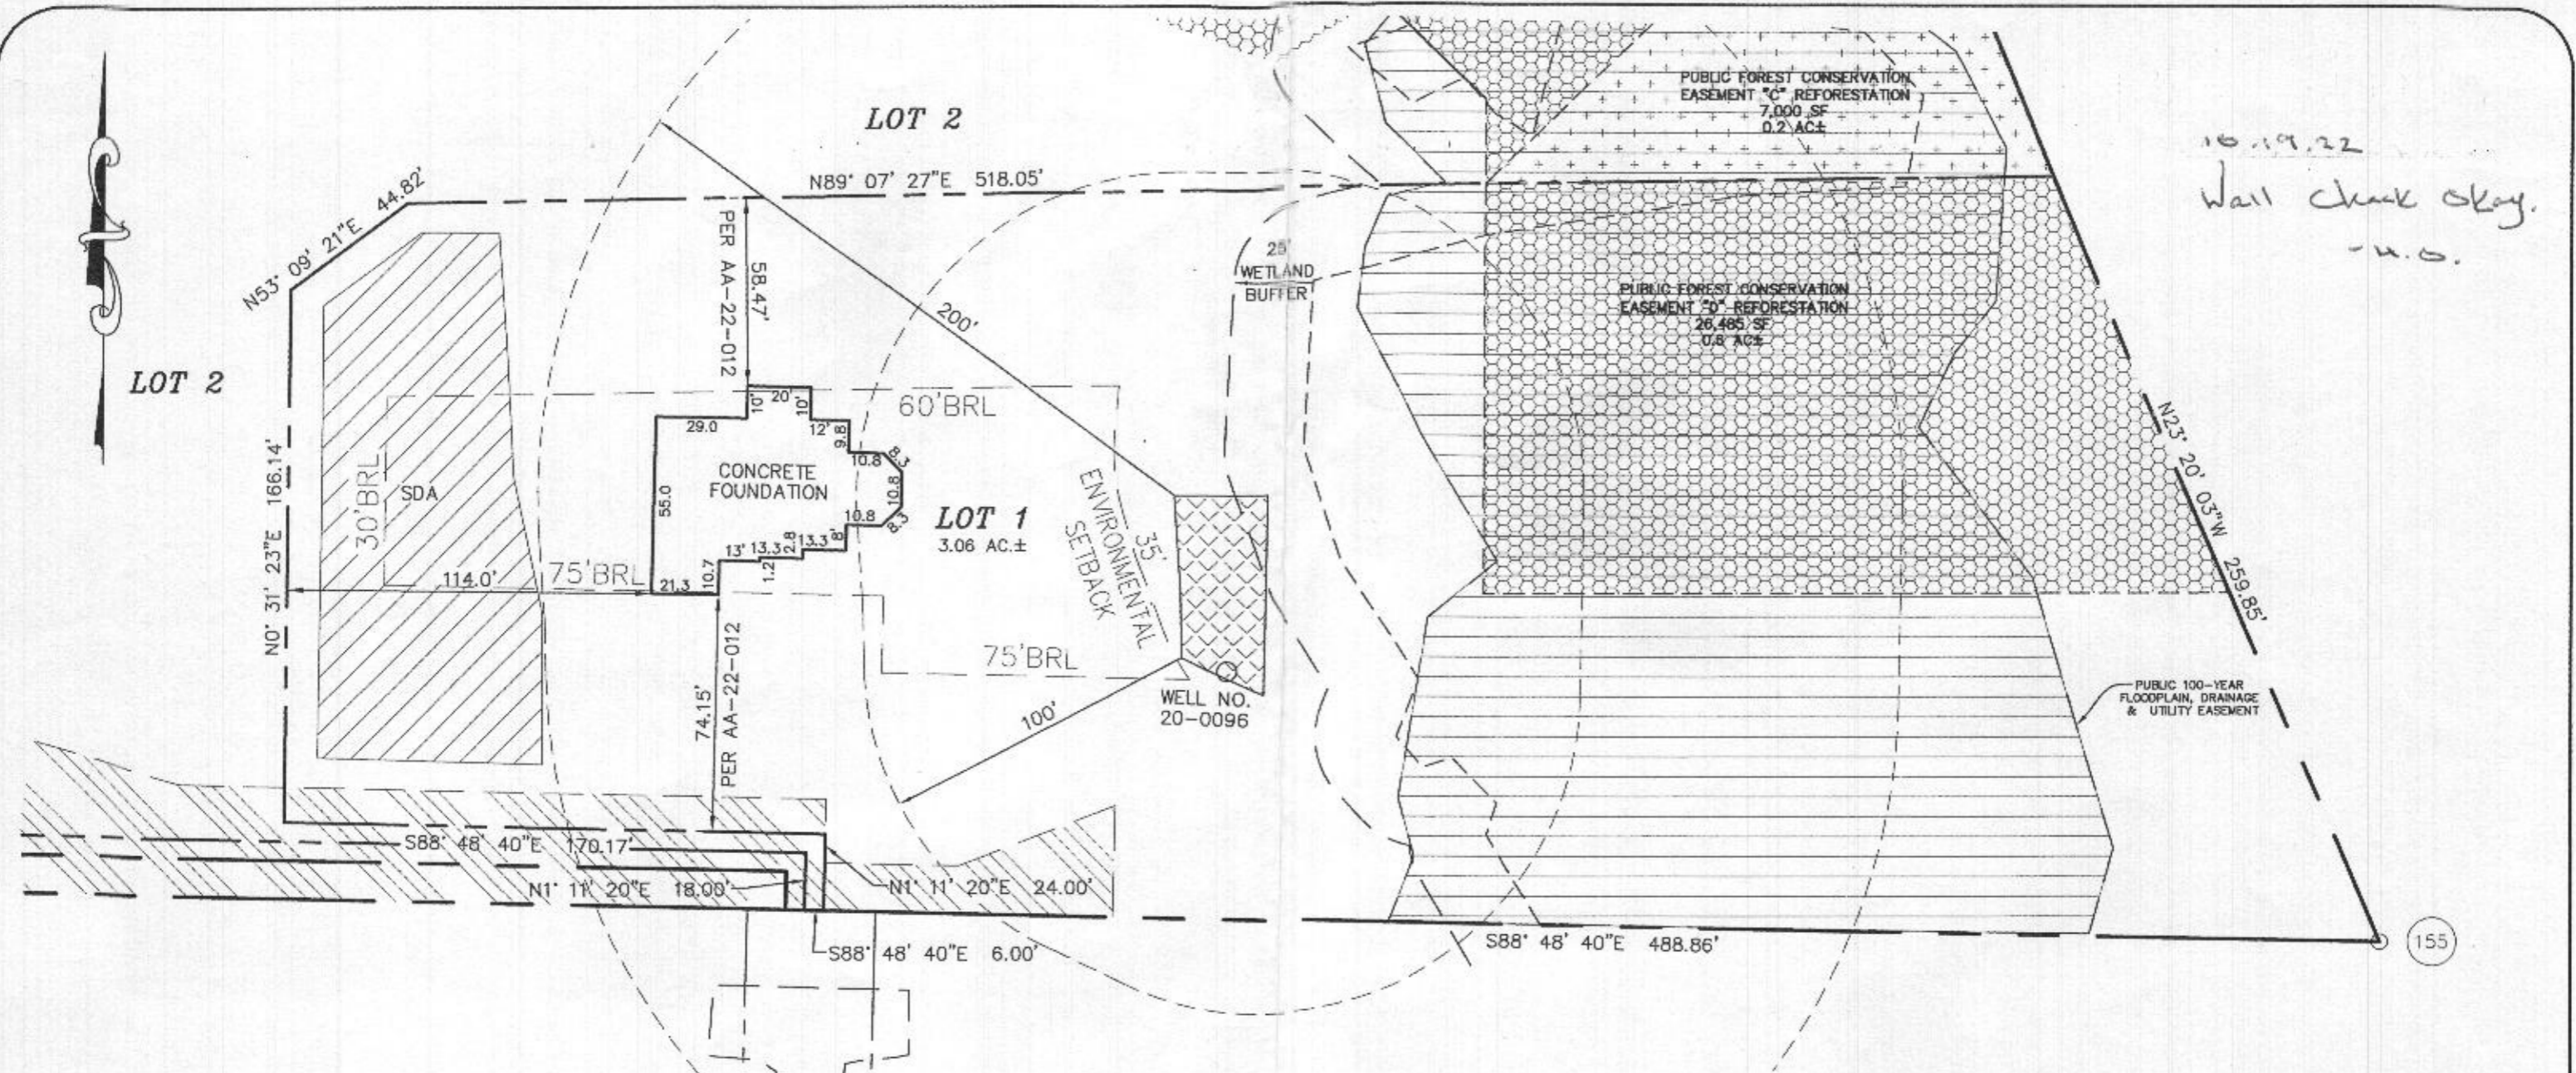 LOT 2
PUBLIC FOREST CONSERVATION
EASEMENT "C" REFORESTATION
7,000 SF
0.2 AC±
10.19.22
Wall Check Okay.
N89° 07' 27"E 518.05'
N53° 09' 21"E 44.82'
PER AA-22-012
58.47'
200'
25'
WETLAND
BUFFER
PUBLIC FOREST CONSERVATION
EASEMENT "D" REFORESTATION
26,485 SF
0.6 AC±
LOT 2
N0° 31' 23"E 166.14'
30'BRL
SDA
60'BRL
10'
20'
10'
29.0
12'
9.8
10.8
8.3
10.8
8.3
10.8
CONCRETE
FOUNDATION
55.0
LOT 1
3.06 AC.±
8'
13.3
2.8
13.3
1.2
13'
10.7
21.3
114.0'
75'BRL
35'
ENVIRONMENTAL
SETBACK
N23° 20' 03"W 259.85'
74.15'
PER AA-22-012
75'BRL
100'
WELL NO.
20-0096
PUBLIC 100-YEAR
FLOODPLAIN, DRAINAGE
& UTILITY EASEMENT
S88° 48' 40"E 170.17'
N1° 11' 20"E 18.00'
N1° 11' 20"E 24.00'
S88° 48' 40"E 6.00'
S88° 48' 40"E 488.86'
155